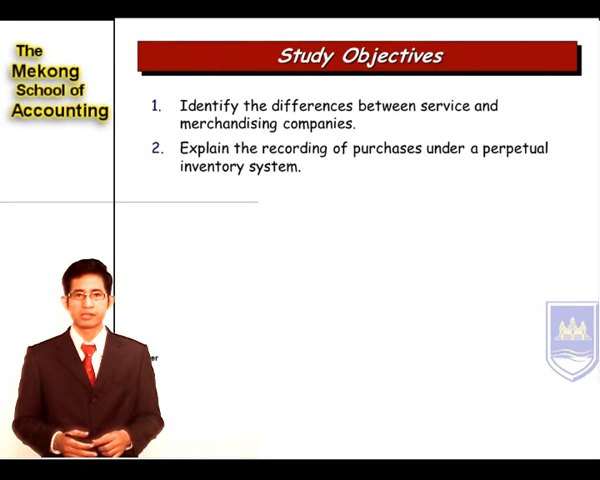 The
Mekong
School of
Accounting
Study Objectives
1. Identify the differences between service and
merchandising companies.
2. Explain the recording of purchases under a perpetual
inventory system.